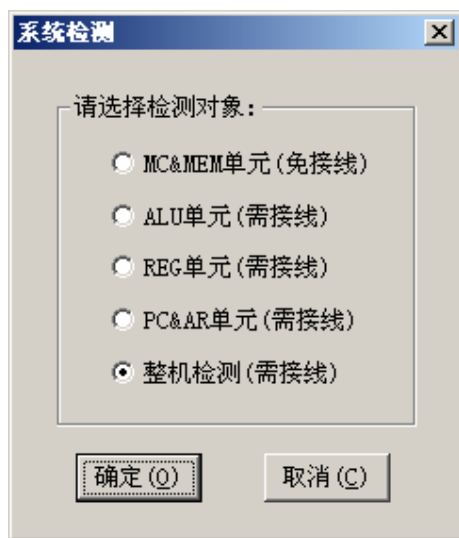 系统检测
请选择检测对象:
MC&MEM单元(免接线)
ALU单元(需接线)
REG单元(需接线)
PC&AR单元(需接线)
整机检测(需接线)
确定(O) 取消(C)